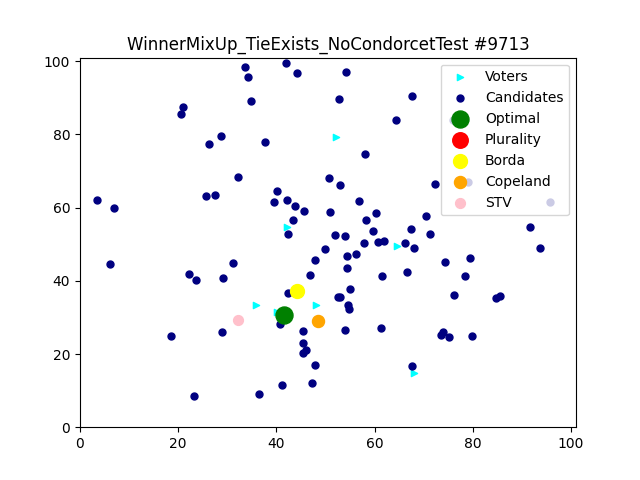 WinnerMixUp_TieExists_NoCondorcetTest #9713
100
80
60
40
20
0
0 20 40 60 80 100
Voters
Candidates
Optimal
Plurality
Borda
Copeland
STV